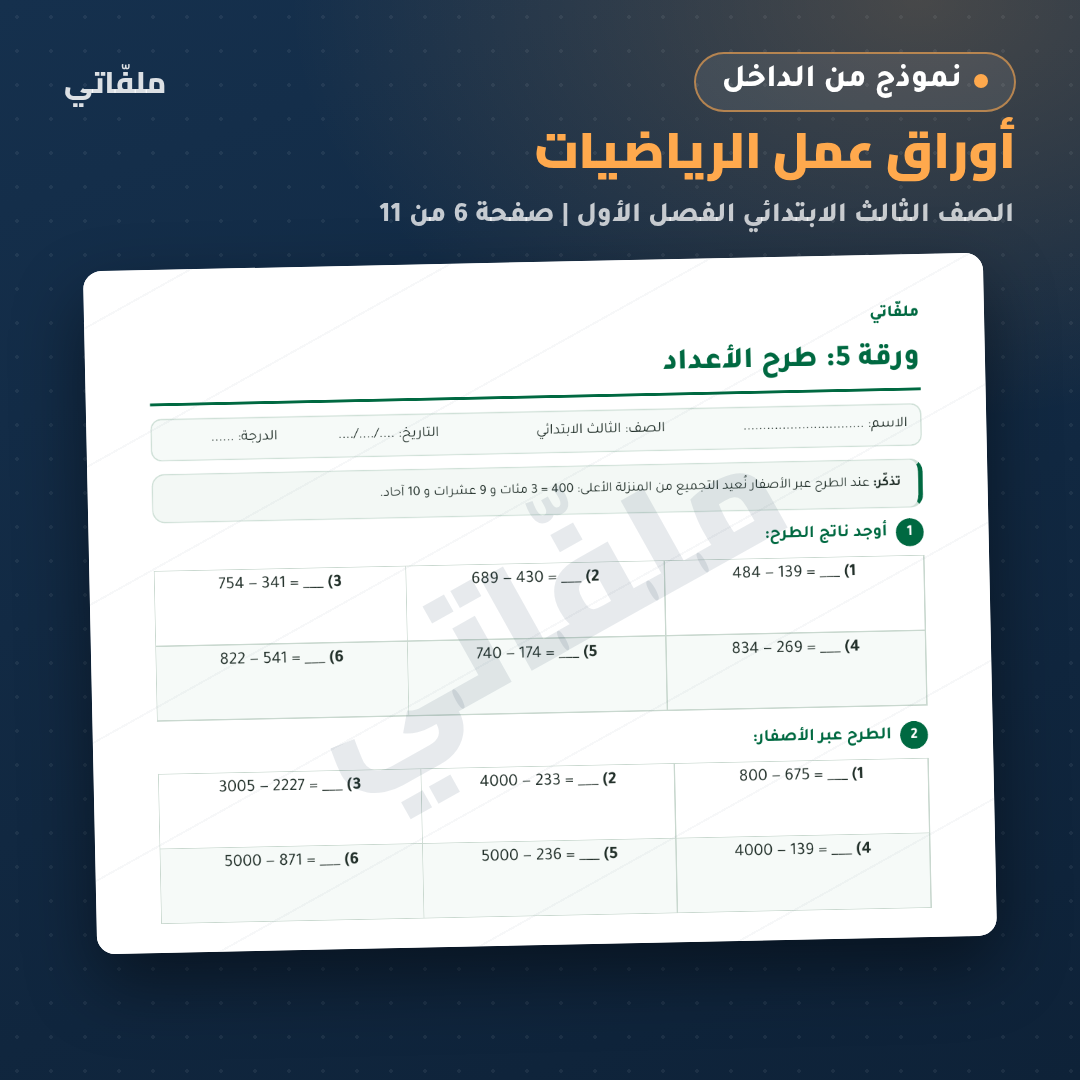 نموذج من الداخل
ملفّاتي
أوراق عمل الرياضيات
الصف الثالث الابتدائي الفصل الأول | صفحة 6 من 11
ملفّاتي
ورقة 5: طرح الأعداد
الاسم: .............................. الصف: الثالث الابتدائي التاريخ: ..../..../.... الدرجة: ......
تذكّر: عند الطرح عبر الأصفار نُعيد التجميع من المنزلة الأعلى: 400 = 3 مئات و 9 عشرات و 10 آحاد.
1 أوجد ناتج الطرح:
1) 484 – 139 = ___
2) 689 – 430 = ___
3) 754 – 341 = ___
4) 834 – 269 = ___
5) 740 – 174 = ___
6) 822 – 541 = ___
2 الطرح عبر الأصفار:
1) 800 – 675 = ___
2) 4000 – 233 = ___
3) 3005 – 2227 = ___
4) 4000 – 139 = ___
5) 5000 – 236 = ___
6) 5000 – 871 = ___
ملفّاتي